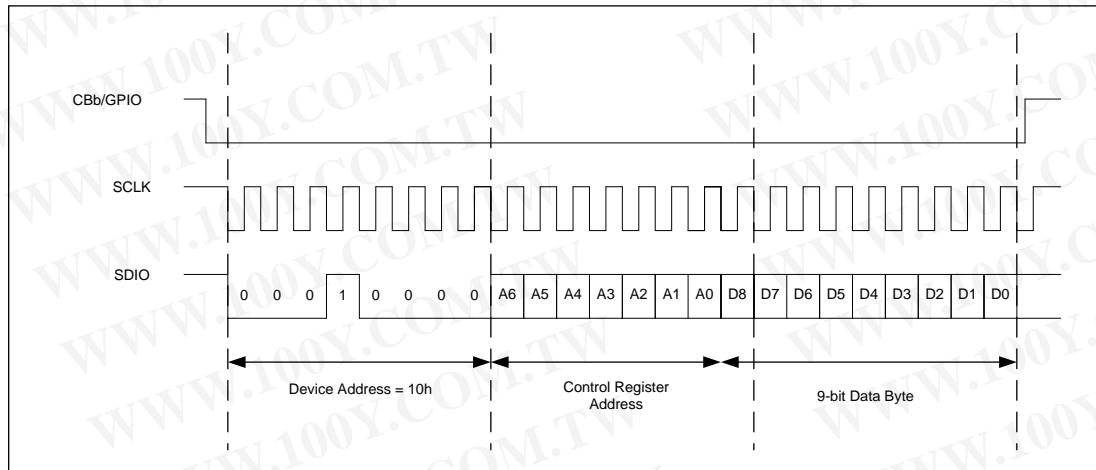 CBb/GPIO
SCLK
SDIO
0 0 0 1 0 0 0 0 A6 A5 A4 A3 A2 A1 A0 D8 D7 D6 D5 D4 D3 D2 D1 D0
Device Address = 10h
Control Register
Address
9-bit Data Byte
WWW.100Y.COM.TW